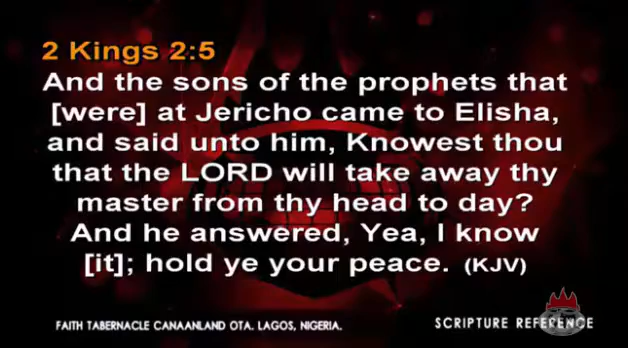 2 Kings 2:5
And the sons of the prophets that
[were] at Jericho came to Elisha,
and said unto him, Knowest thou
that the LORD will take away thy
master from thy head to day?
And he answered, Yea, I know
[it]; hold ye your peace. (KJV)
FAITH TABERNACLE CANAANLAND OTA. LAGOS, NIGERIA.
SCRIPTURE REFERENCE